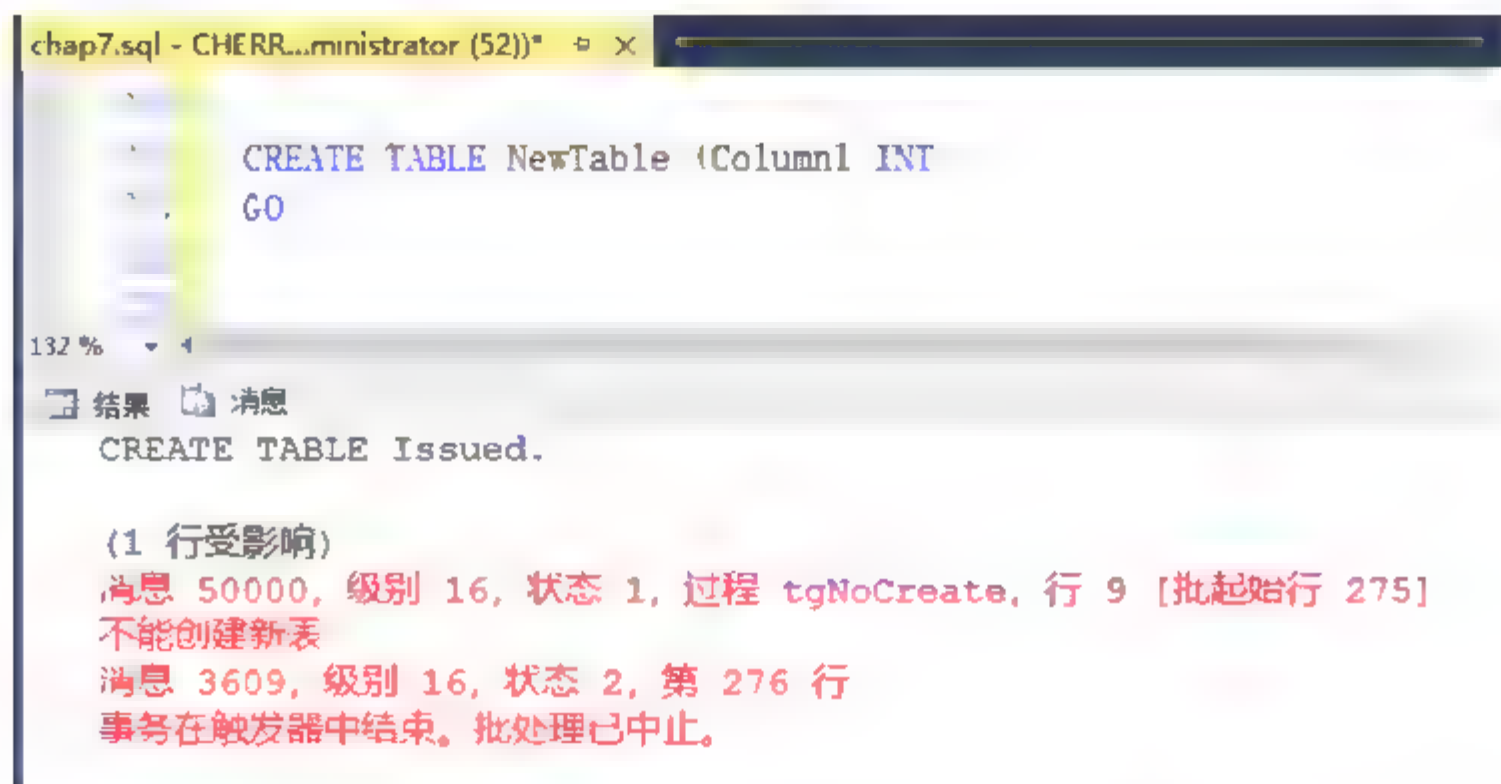 chap7.sql - CHERR...ministrator (52))*
CREATE TABLE NewTable (Column1 INT
GO
132 %
结果 消息
CREATE TABLE Issued.
(1 行受影响)
消息 50000, 级别 16, 状态 1, 过程 tgNoCreate, 行 9 [批起始行 275]
不能创建新表
消息 3609, 级别 16, 状态 2, 第 276 行
事务在触发器中结束。批处理已中止。